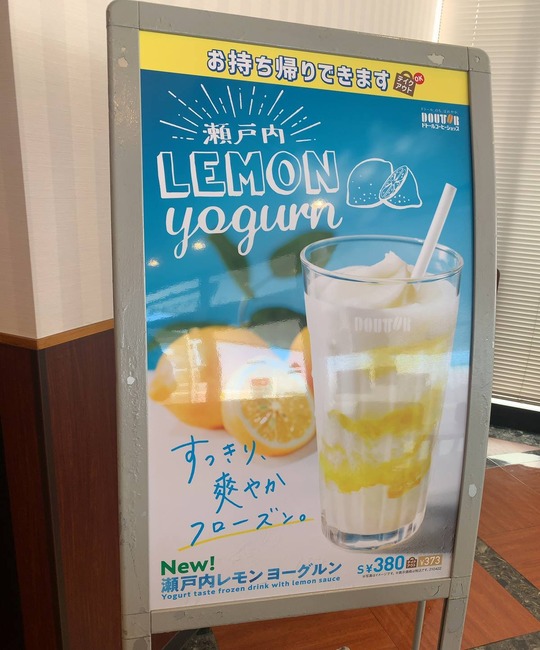 お持ち帰りできます
テイク
アウト
OK
DOUTOR
ドトールコーヒーショップ
瀬戸内
LEMON
yogurn
DOUTOR
すっきり、
爽やか
フローズン。
New!
瀬戸内レモン ヨーグルン
Yogurt taste frozen drink with lemon sauce
S ¥380 ¥373